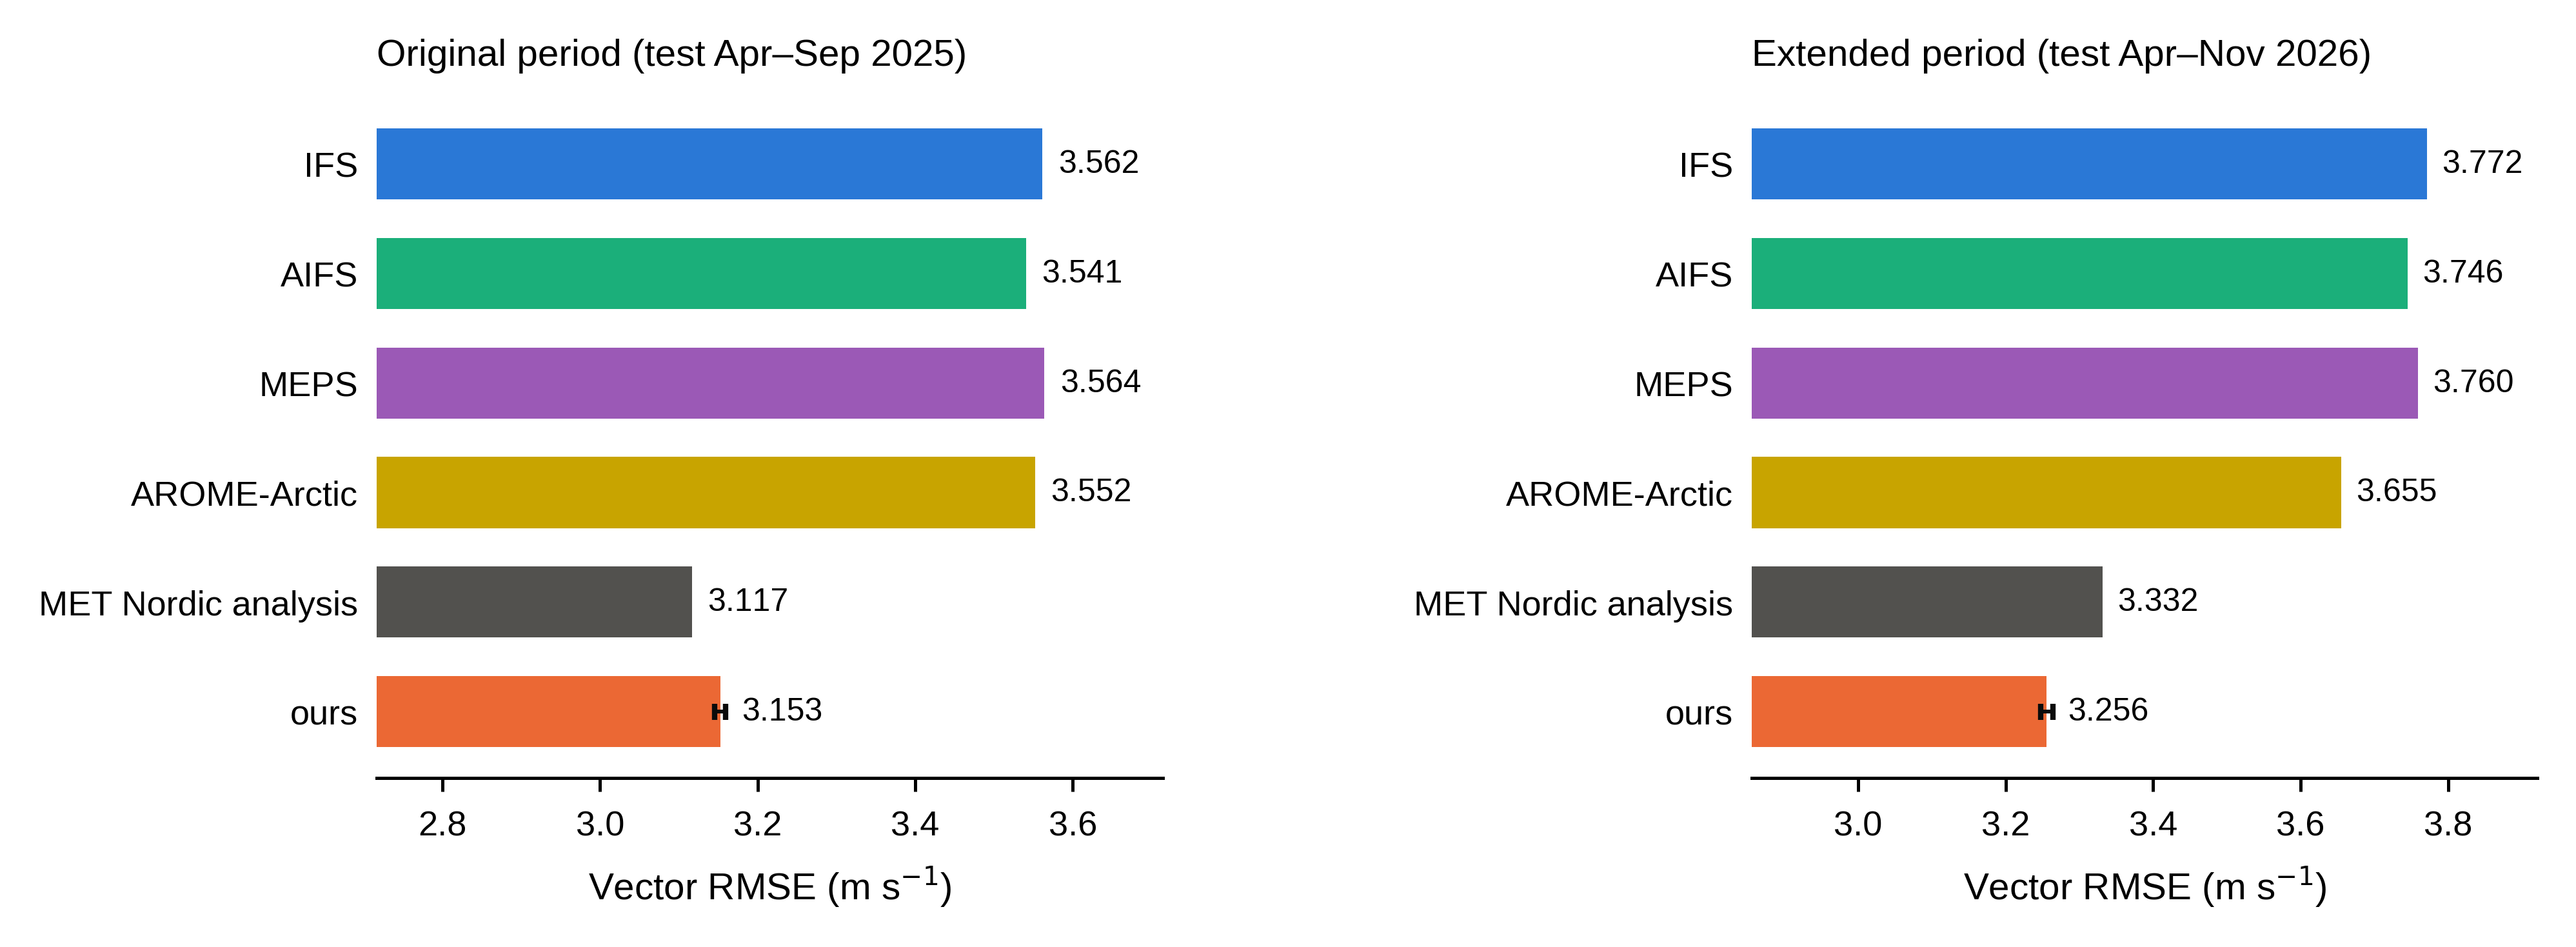 Original period (test Apr–Sep 2025)
IFS
3.562
AIFS
3.541
MEPS
3.564
AROME-Arctic
3.552
MET Nordic analysis
3.117
ours
3.153
2.8 3.0 3.2 3.4 3.6
Vector RMSE (m s⁻¹)
Extended period (test Apr–Nov 2026)
IFS
3.772
AIFS
3.746
MEPS
3.760
AROME-Arctic
3.655
MET Nordic analysis
3.332
ours
3.256
3.0 3.2 3.4 3.6 3.8
Vector RMSE (m s⁻¹)